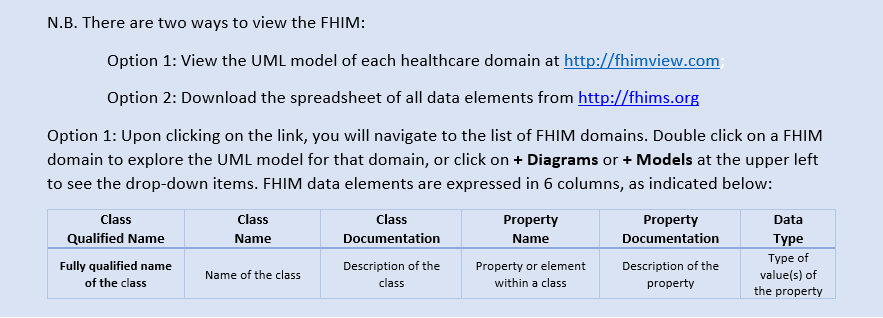 N.B. There are two ways to view the FHIM:
Option 1: View the UML model of each healthcare domain at http://fhimview.com;
Option 2: Download the spreadsheet of all data elements from http://fhims.org
Option 1: Upon clicking on the link, you will navigate to the list of FHIM domains. Double click on a FHIM
domain to explore the UML model for that domain, or click on + Diagrams or + Models at the upper left
to see the drop-down items. FHIM data elements are expressed in 6 columns, as indicated below:
Class Class Class Property Property Data
Qualified Name Name Documentation Name Documentation Type
Fully qualified name of the class
Name of the class
Description of the class
Property or element within a class
Description of the property
Type of value(s) of the property